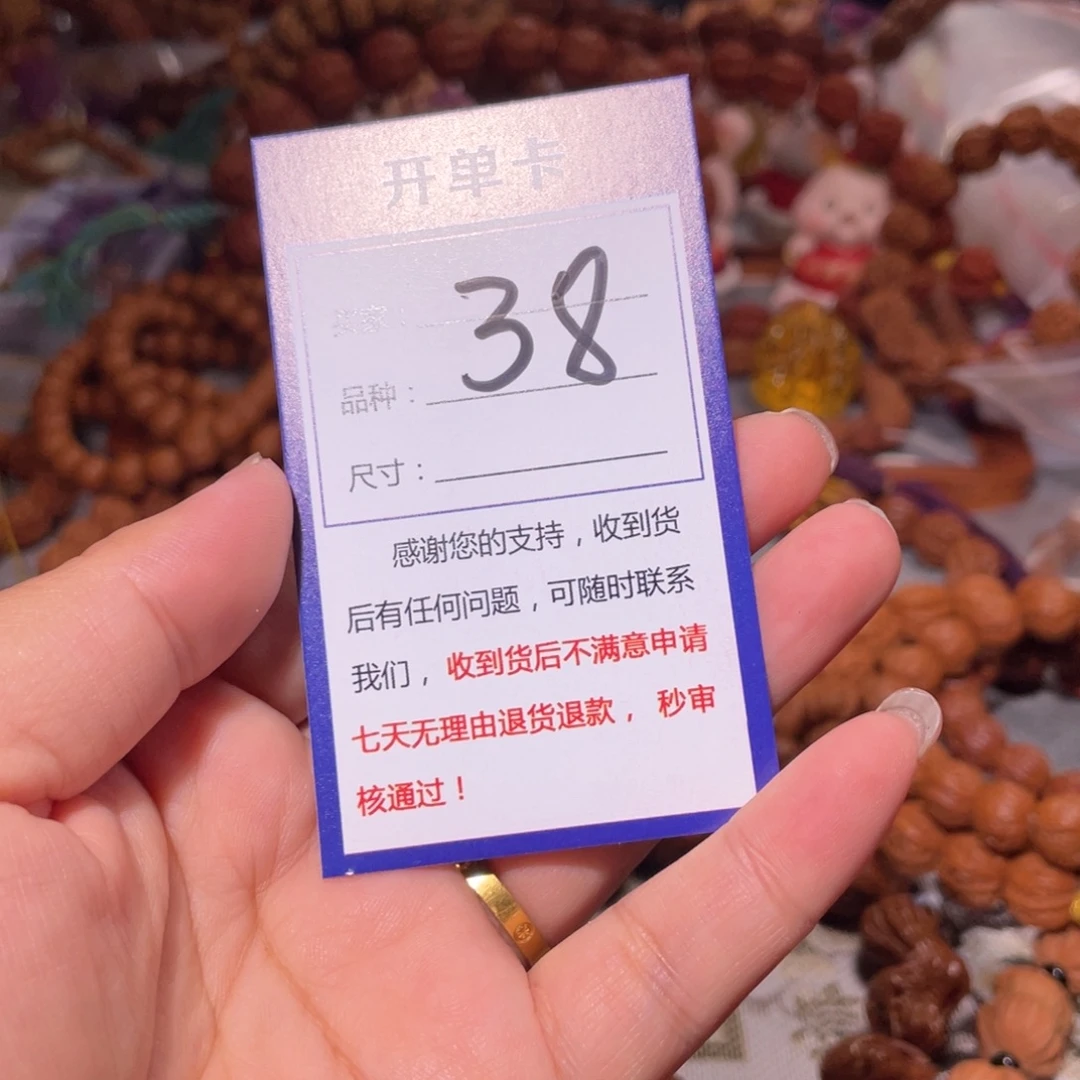 开单卡
买家：
38
品种：
尺寸：
感谢您的支持，收到货
后有任何问题，可随时联系
我们，收到货后不满意申请
七天无理由退货退款，秒审
核通过！